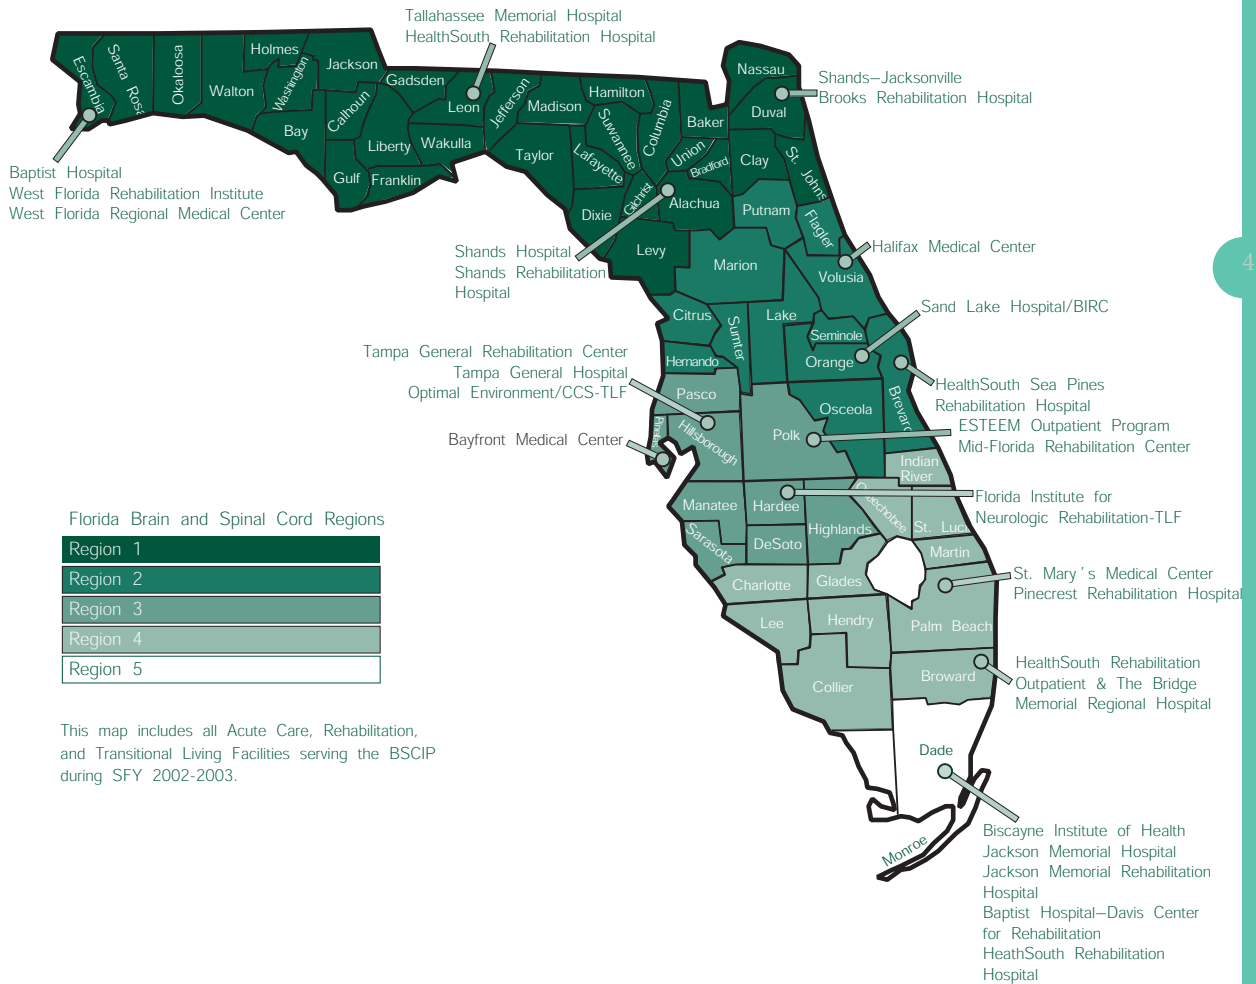 Tallahassee Memorial Hospital
HealthSouth Rehabilitation Hospital
Shands–Jacksonville
Brooks Rehabilitation Hospital
Baptist Hospital
West Florida Rehabilitation Institute
West Florida Regional Medical Center
Escambia
Santa Rosa
Okaloosa
Walton
Holmes
Washington
Jackson
Bay
Calhoun
Gulf
Gadsden
Liberty
Franklin
Leon
Wakulla
Jefferson
Madison
Taylor
Hamilton
Suwannee
Lafayette
Columbia
Dixie
Gilchrist
Baker
Union
Bradford
Alachua
Levy
Nassau
Duval
Clay
St. Johns
Putnam
Flagler
Marion
Volusia
Citrus
Sumter
Lake
Seminole
Orange
Hernando
Pasco
Pinellas
Hillsborough
Polk
Osceola
Brevard
Indian
River
Manatee
Hardee
Highlands
Okeechobee
St. Luci
Sarasota
DeSoto
Martin
Charlotte
Glades
Lee
Hendry
Palm Beach
Collier
Broward
Dade
Monroe
Shands Hospital
Shands Rehabilitation
Hospital
Halifax Medical Center
4
Sand Lake Hospital/BIRC
Tampa General Rehabilitation Center
Tampa General Hospital
Optimal Environment/CCS-TLF
Bayfront Medical Center
HealthSouth Sea Pines
Rehabilitation Hospital
ESTEEM Outpatient Program
Mid-Florida Rehabilitation Center
Florida Institute for
Neurologic Rehabilitation-TLF
St. Mary's Medical Center
Pinecrest Rehabilitation Hospital
HealthSouth Rehabilitation
Outpatient & The Bridge
Memorial Regional Hospital
Biscayne Institute of Health
Jackson Memorial Hospital
Jackson Memorial Rehabilitation
Hospital
Baptist Hospital–Davis Center
for Rehabilitation
HeathSouth Rehabilitation
Hospital
Florida Brain and Spinal Cord Regions
Region 1
Region 2
Region 3
Region 4
Region 5
This map includes all Acute Care, Rehabilitation,
and Transitional Living Facilities serving the BSCIP
during SFY 2002-2003.